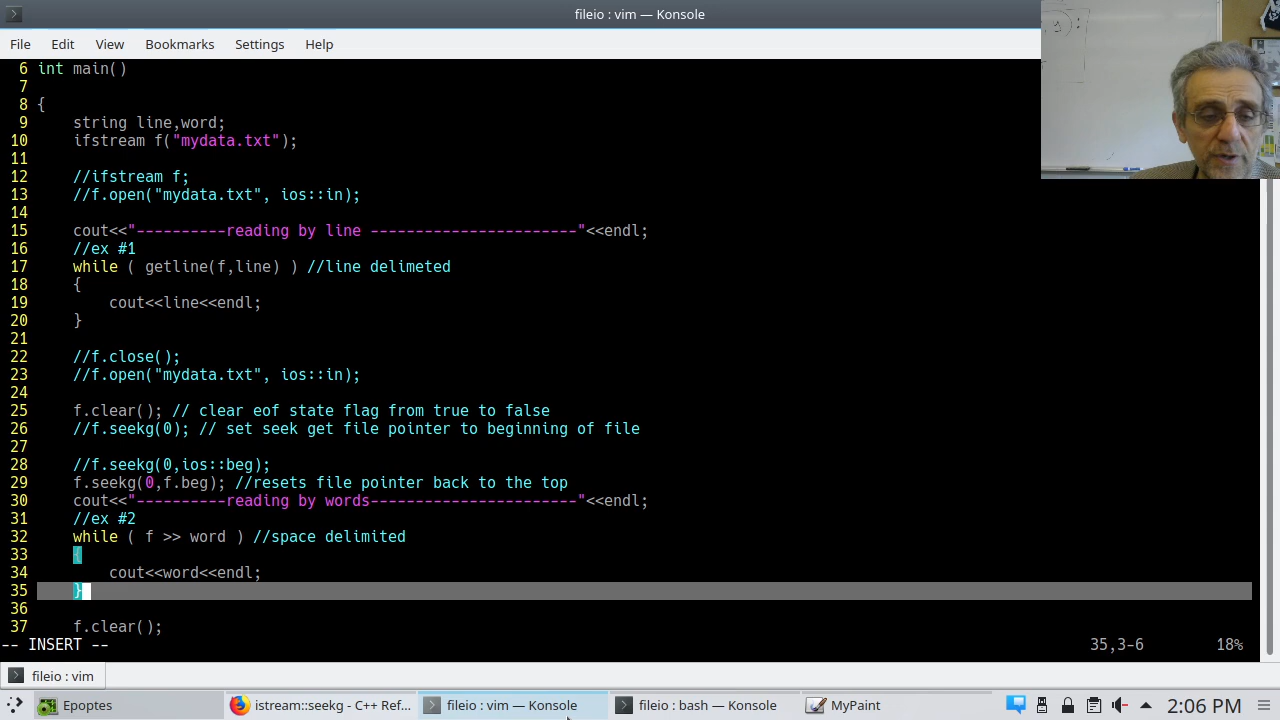 fileio : vim — Konsole
File Edit View Bookmarks Settings Help
6 int main()
7
8 {
9 string line,word;
10 ifstream f("mydata.txt");
11
12 //ifstream f;
13 //f.open("mydata.txt", ios::in);
14
15 cout<<"----------reading by line -----------------------"<<endl;
16 //ex #1
17 while ( getline(f,line) ) //line delimeted
18 {
19 cout<<line<<endl;
20 }
21
22 //f.close();
23 //f.open("mydata.txt", ios::in);
24
25 f.clear(); // clear eof state flag from true to false
26 //f.seekg(0); // set seek get file pointer to beginning of file
27
28 //f.seekg(0,ios::beg);
29 f.seekg(0,f.beg); //resets file pointer back to the top
30 cout<<"----------reading by words-----------------------"<<endl;
31 //ex #2
32 while ( f >> word ) //space delimited
33 {
34 cout<<word<<endl;
35 }
36
37 f.clear();
-- INSERT -- 35,3-6 18%
fileio : vim
Epoptes istream::seekg - C++ Ref... fileio : vim — Konsole fileio : bash — Konsole MyPaint 2:06 PM